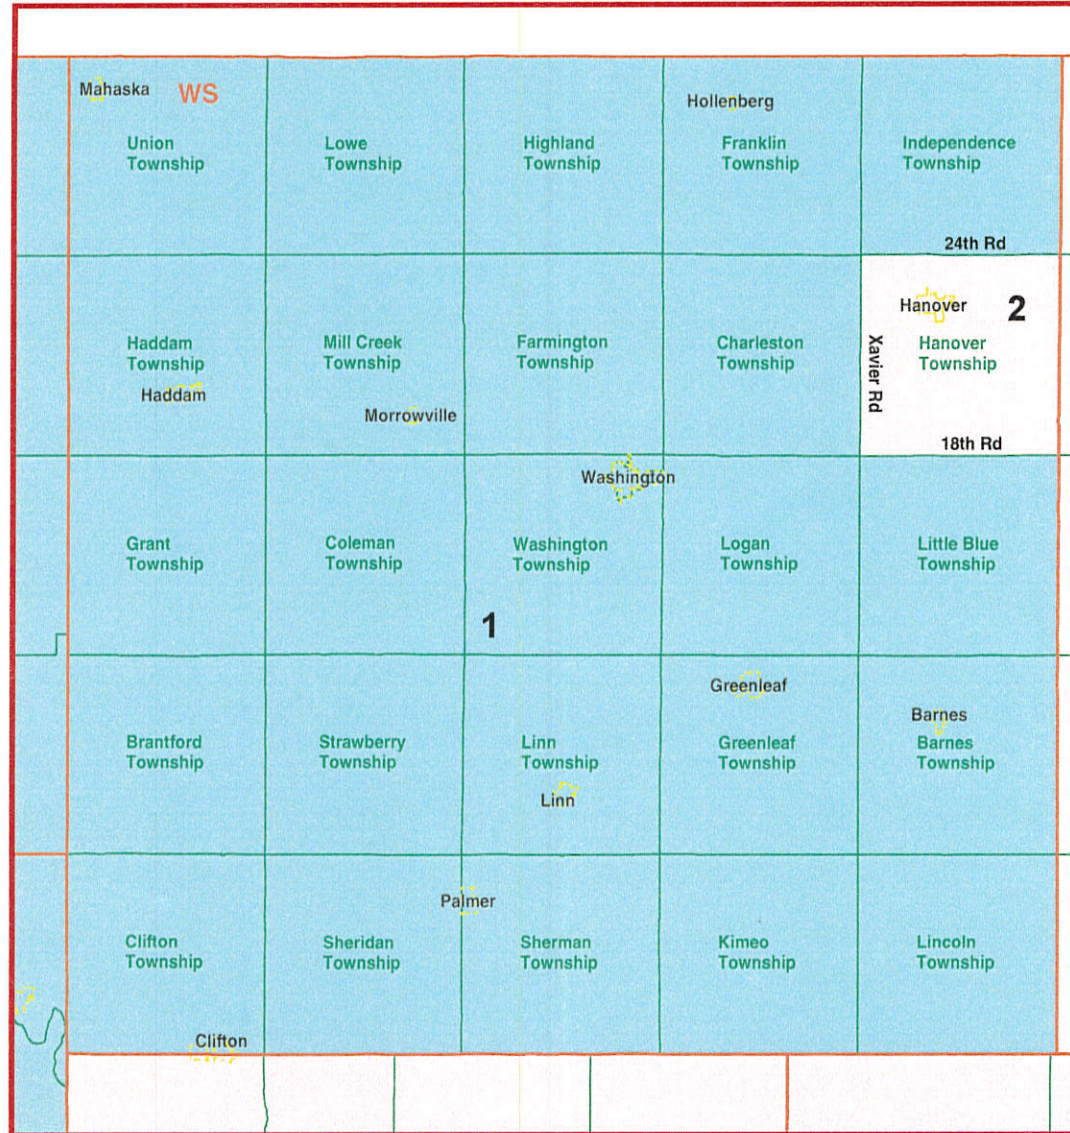 Mahaska
WS
Hollenberg
Union
Township
Lowe
Township
Highland
Township
Franklin
Township
Independence
Township
24th Rd
Hanover
2
Haddam
Township
Mill Creek
Township
Farmington
Township
Charleston
Township
Xavier Rd
Hanover
Township
Haddam
Morrowville
18th Rd
Washington
Grant
Township
Coleman
Township
Washington
Township
Logan
Township
Little Blue
Township
1
Greenleaf
Barnes
Brantford
Township
Strawberry
Township
Linn
Township
Greenleaf
Township
Barnes
Township
Linn
Palmer
Clifton
Township
Sheridan
Township
Sherman
Township
Kimeo
Township
Lincoln
Township
Clifton